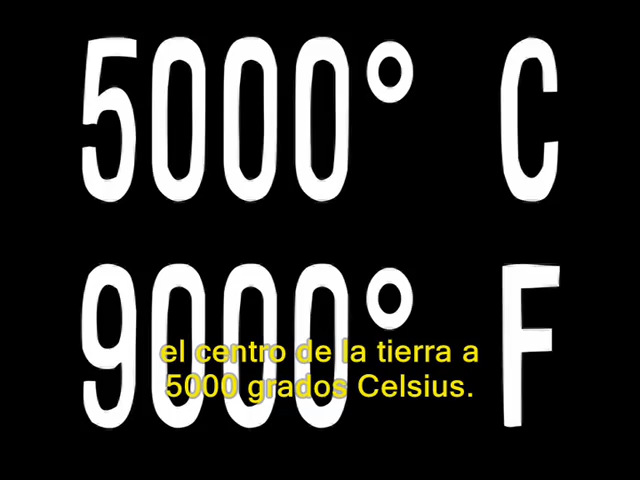 5000° C
9000° F
el centro de la tierra a
5000 grados Celsius.